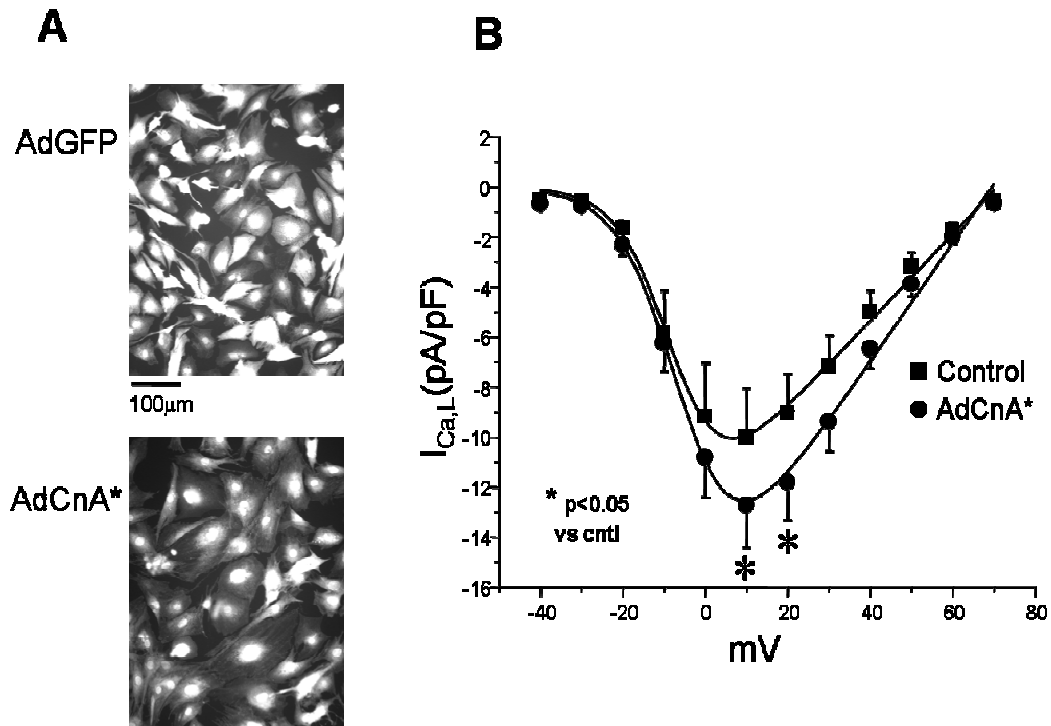 A
B
AdGFP
100μm
AdCnA*
2
0
-2
-4
-6
-8
-10
-12
-14
-16
I Ca,L (pA/pF)
-40 -20 0 20 40 60 80
mV
Control
AdCnA*
* p<0.05
vs cntl
*
*